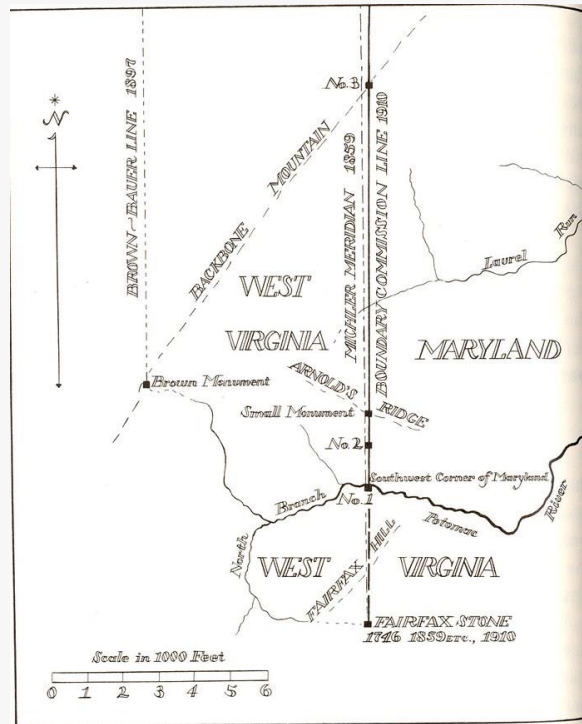 N
BROWN-BAUER LINE 1897
BACKBONE MOUNTAIN
No. 3
MICHLER MERIDIAN 1859
BOUNDARY COMMISSION LINE 1910
Laurel Run
WEST
VIRGINIA
MARYLAND
Brown Monument
ARNOLD'S RIDGE
Small Monument
No. 2
Southwest Corner of Maryland
No. 1
North Branch Potomac River
WEST VIRGINIA
FAIRFAX HILL
FAIRFAX STONE
1746 1859 ETC., 1910
Scale in 1000 Feet
0 1 2 3 4 5 6